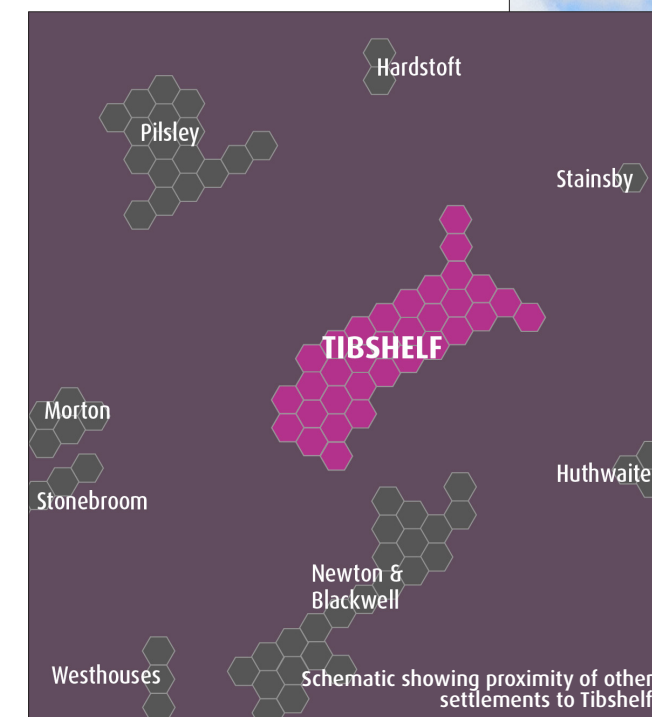 Hardstoft
Pilsley
Stainsby
TIBSHELF
Morton
Huthwaite
Stonebroom
Newton &
Blackwell
Westhouses
Schematic showing proximity of other
settlements to Tibshelf